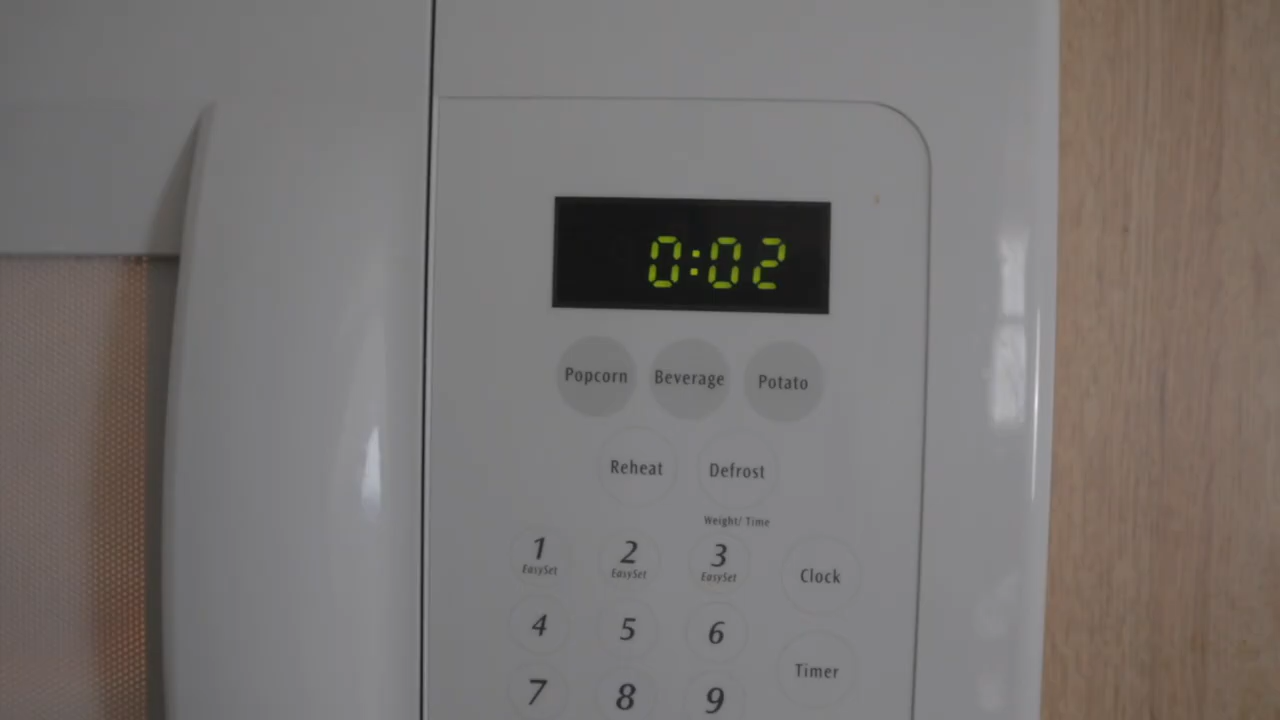 0:02
Popcorn Beverage Potato
Reheat Defrost
Weight/ Time
1 2 3
EasySet EasySet EasySet
Clock
4 5 6
Timer
7 8 9